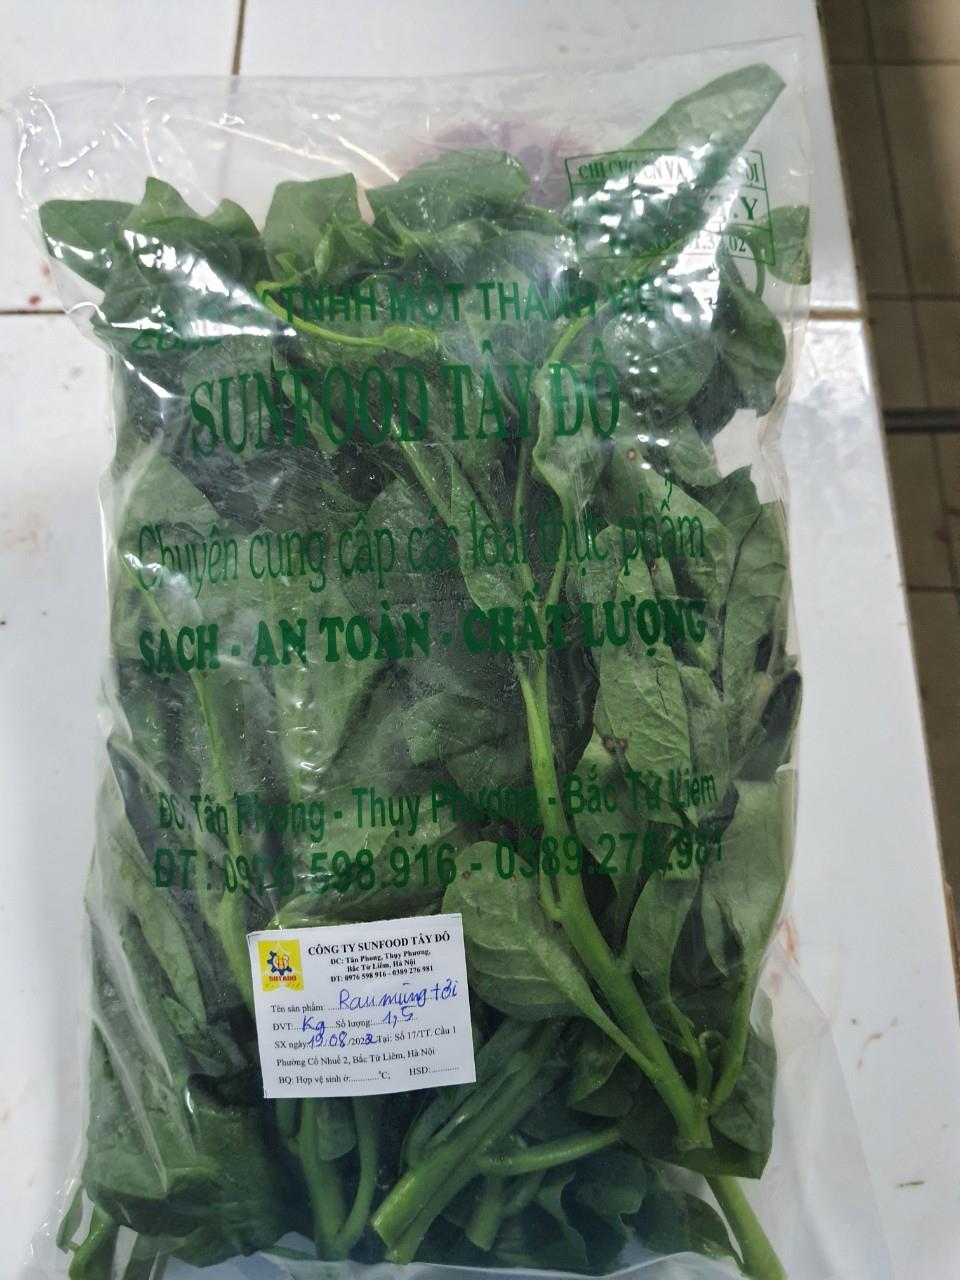 CHI CỤC
K.S.T.Y
TNHH MỘT THÀNH VIÊN
SUNFOOD TÂY ĐÔ
Chuyên cung cấp các loại thực phẩm
SẠCH - AN TOÀN - CHẤT LƯỢNG
ĐC: Tân Phong - Thụy Phương - Bắc Từ Liêm
ĐT : 0976.598.916 - 0389.276.981
CÔNG TY SUNFOOD TÂY ĐÔ
ĐC: Tân Phong, Thụy Phương,
Bắc Từ Liêm, Hà Nội
ĐT: 0976 598 916 - 0389 276 981
SUTADO
Tên sản phẩm: Rau mùng tơi
ĐVT: Kg Số lượng: 1,5
SX ngày 19/08/2022 Tại: Số 17/TT. Cầu 1
Phường Cổ Nhuế 2, Bắc Từ Liêm, Hà Nội
BQ: Hợp vệ sinh ở:...........°C; HSD:...........